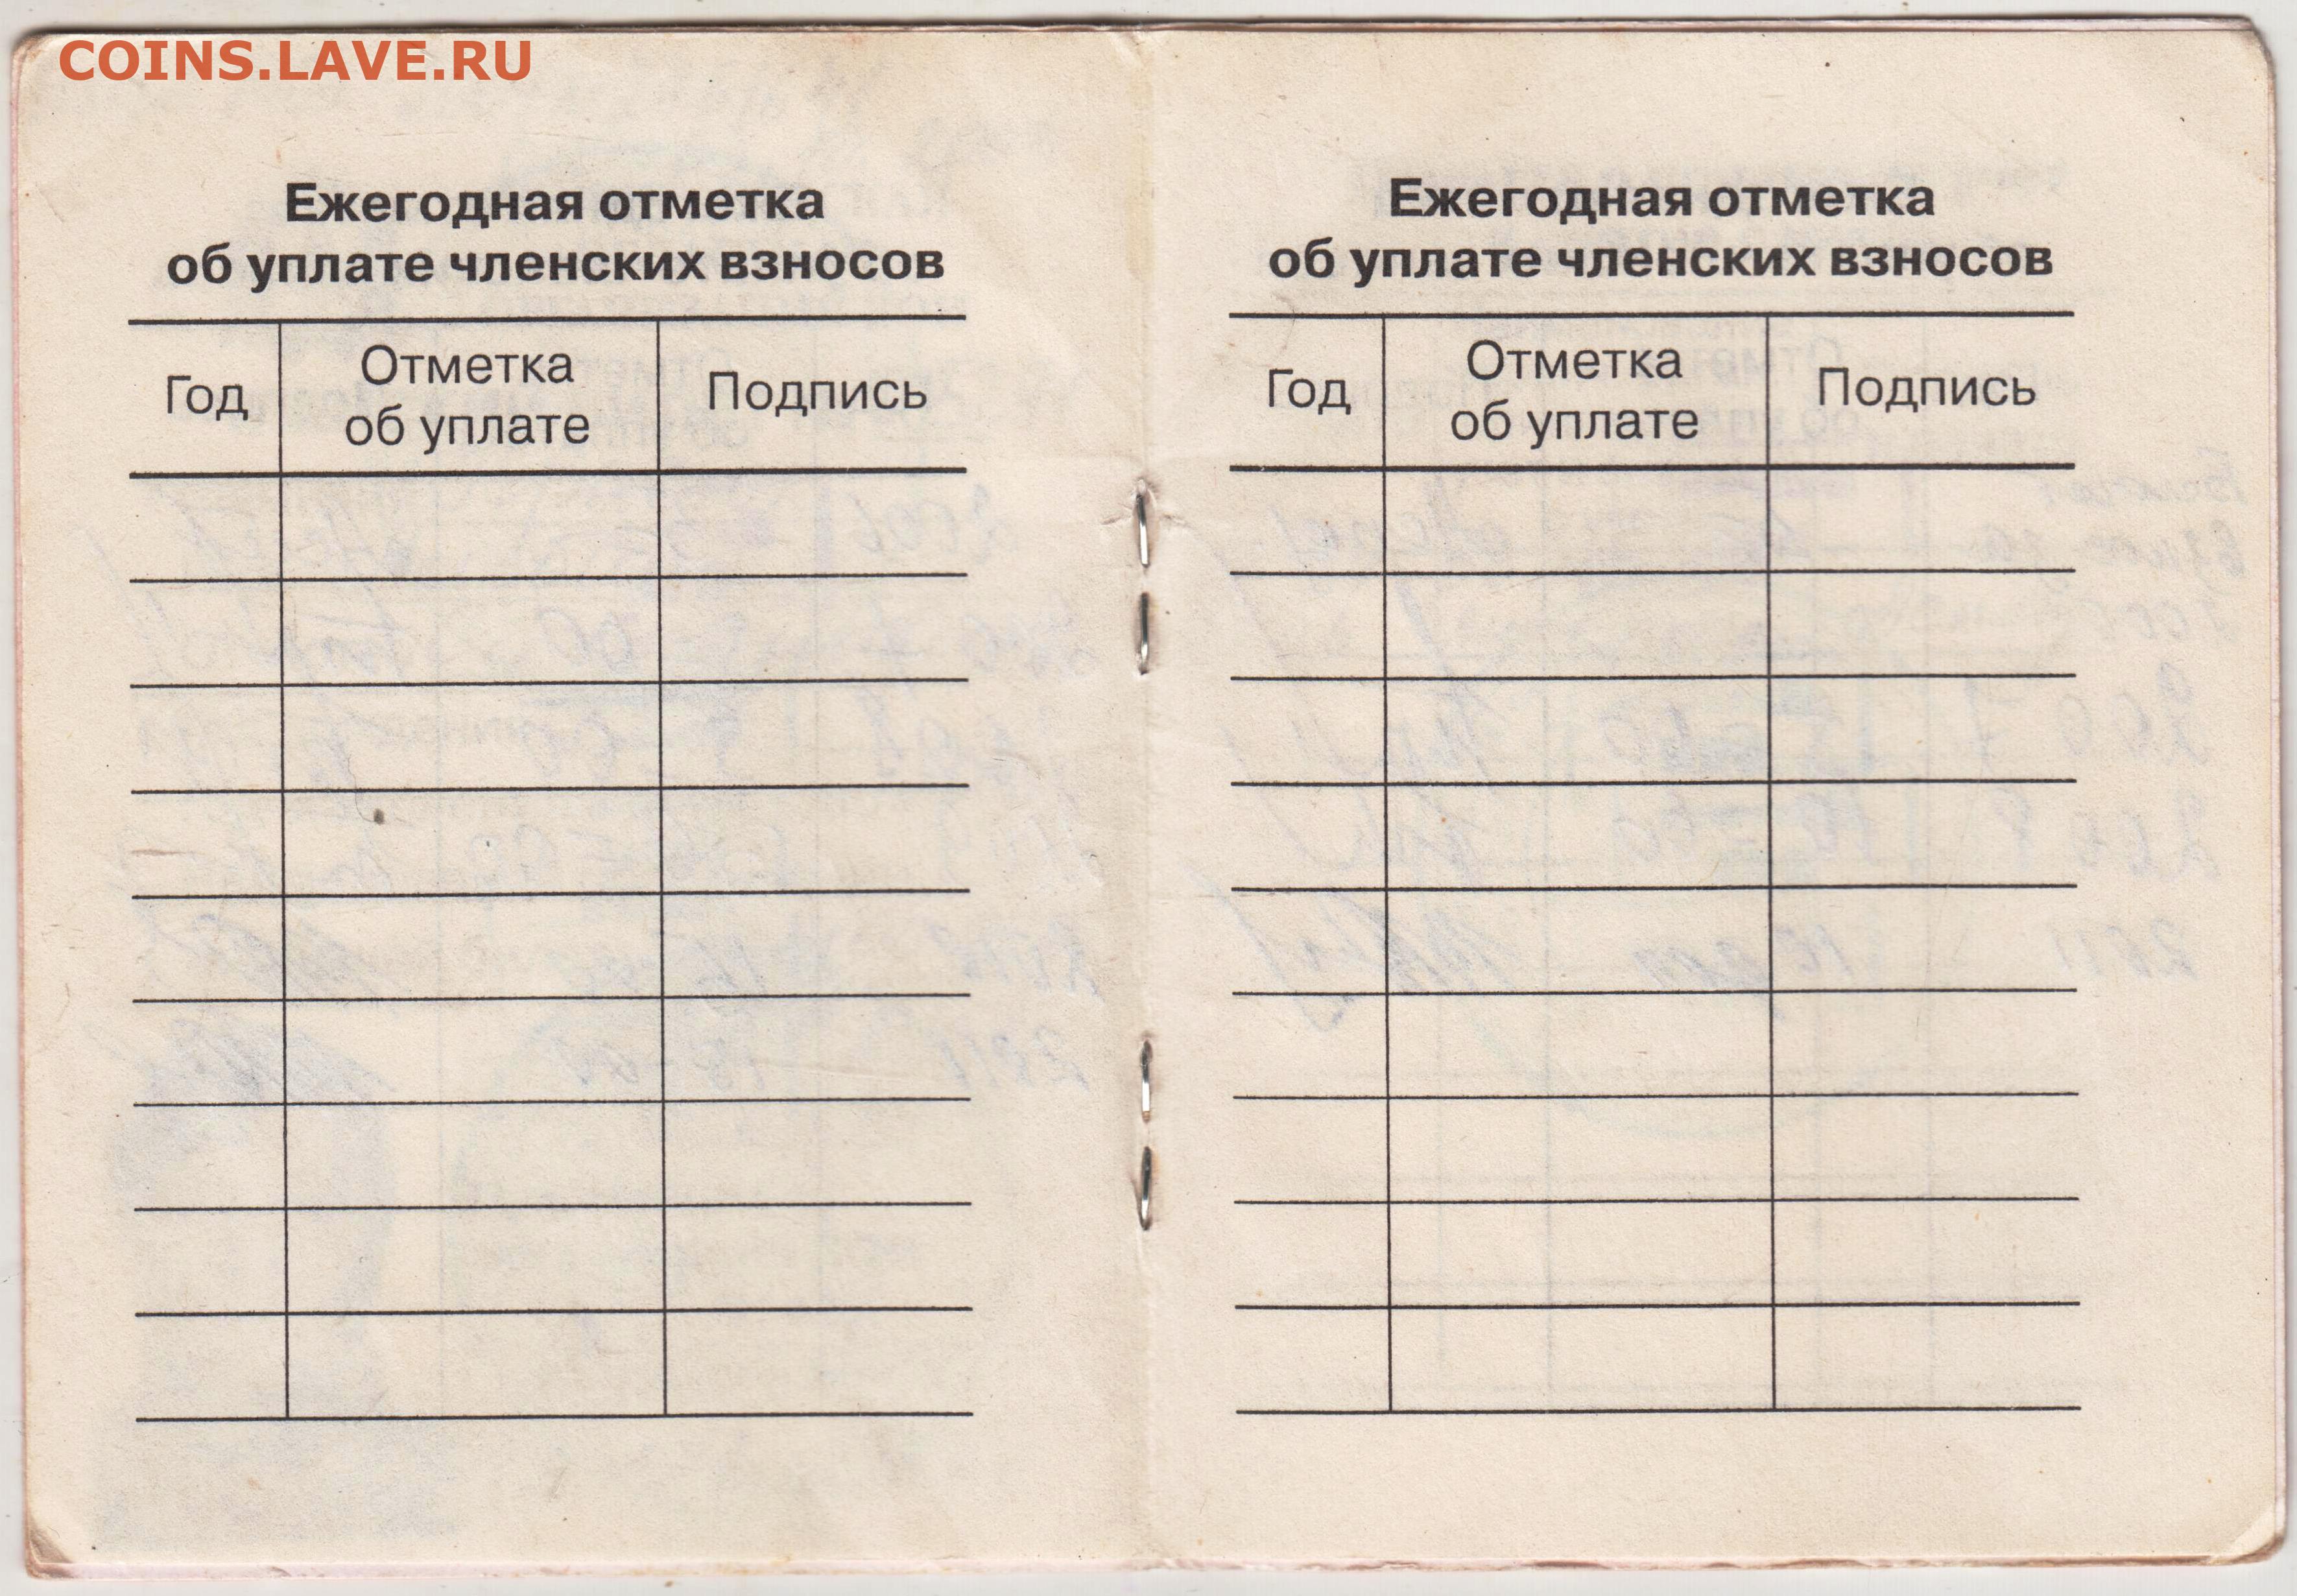 COINS.LAVE.RU
Ежегодная отметка
об уплате членских взносов
Год
Отметка
об уплате
Подпись
Ежегодная отметка
об уплате членских взносов
Год
Отметка
об уплате
Подпись